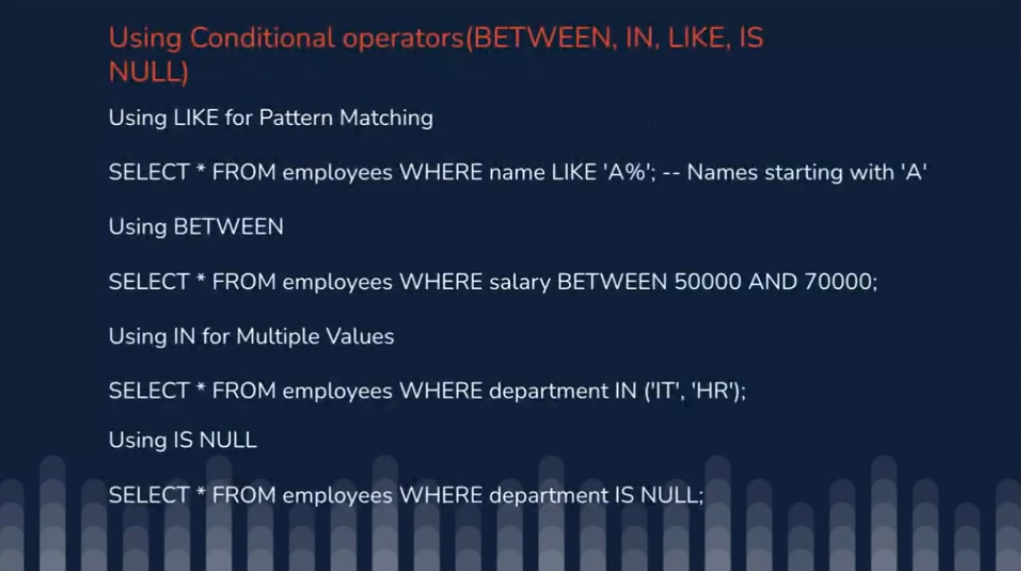 Using Conditional operators(BETWEEN, IN, LIKE, IS
NULL)
Using LIKE for Pattern Matching
SELECT * FROM employees WHERE name LIKE 'A%'; -- Names starting with 'A'
Using BETWEEN
SELECT * FROM employees WHERE salary BETWEEN 50000 AND 70000;
Using IN for Multiple Values
SELECT * FROM employees WHERE department IN ('IT', 'HR');
Using IS NULL
SELECT * FROM employees WHERE department IS NULL;